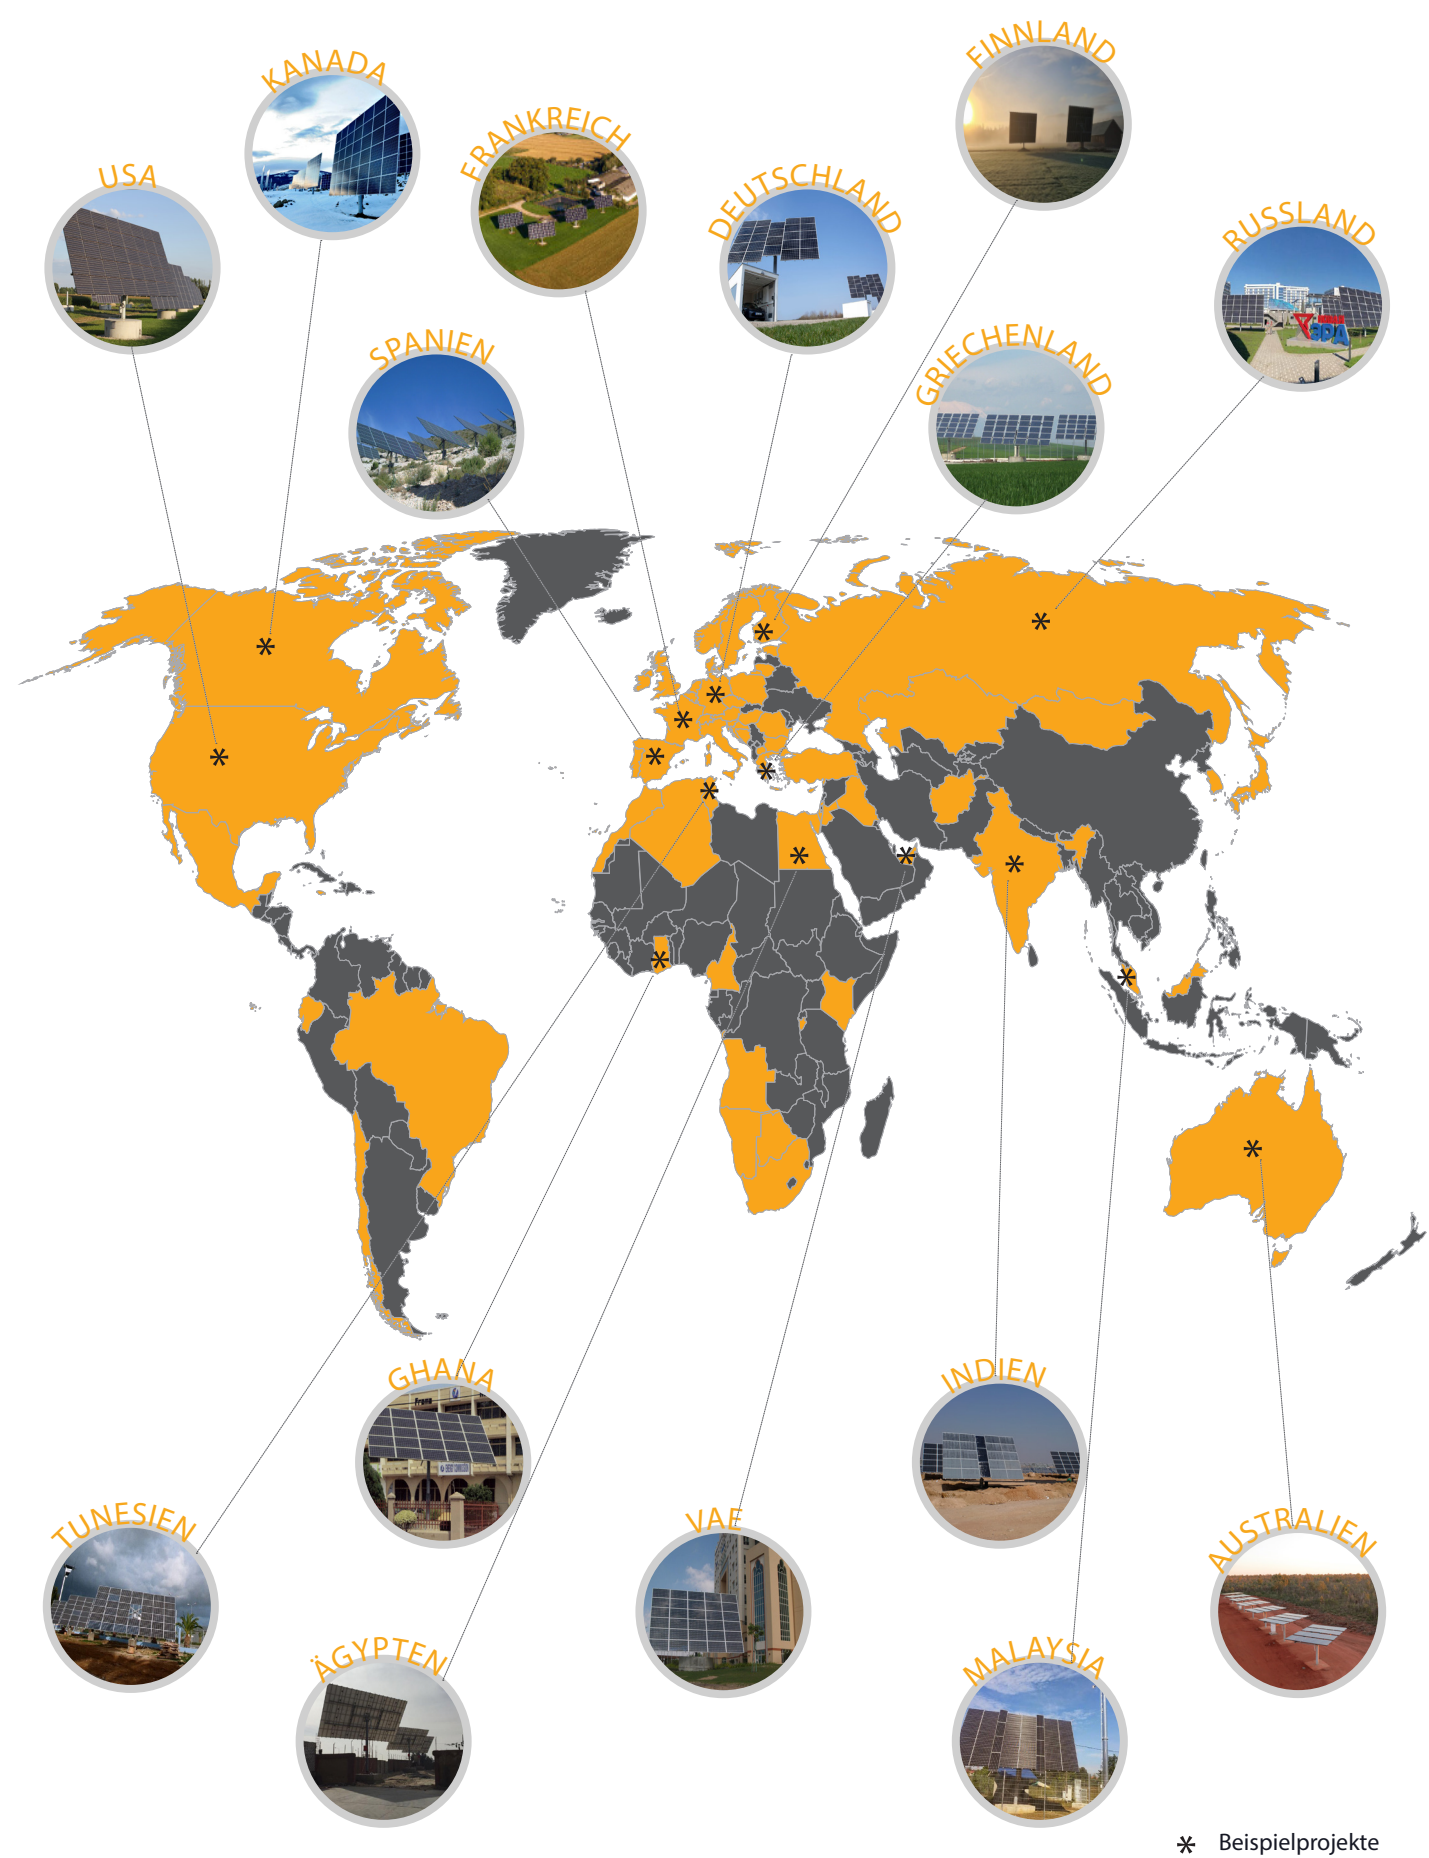 FINNLAND
KANADA
FRANKREICH
USA
DEUTSCHLAND
RUSSLAND
SPANIEN
GRIECHENLAND
GHANA
INDIEN
TUNESIEN
VAE
AUSTRALIEN
ÄGYPTEN
MALAYSIA
* Beispielprojekte